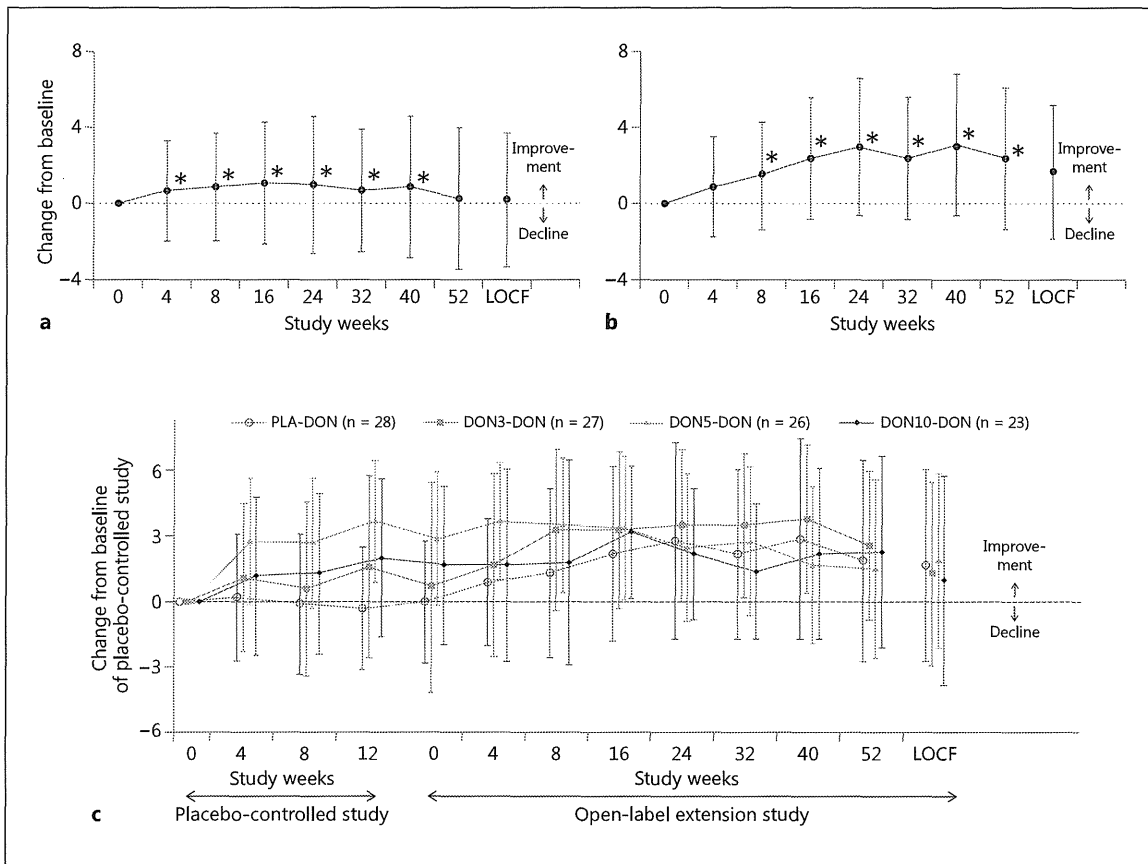 8
4
0
−4
Change from baseline
* * * * * *
Improve-
ment
Decline
0 4 8 16 24 32 40 52 LOCF
a
Study weeks
8
4
0
−4
* * * * * *
Improve-
ment
Decline
0 4 8 16 24 32 40 52 LOCF
b
Study weeks
PLA-DON (n = 28) DON3-DON (n = 27) DON5-DON (n = 26) DON10-DON (n = 23)
6
3
0
−3
−6
Change from baseline
of placebo-controlled study
Improve-
ment
Decline
0 4 8 12 0 4 8 16 24 32 40 52 LOCF
Study weeks Study weeks
c Placebo-controlled study Open-label extension study